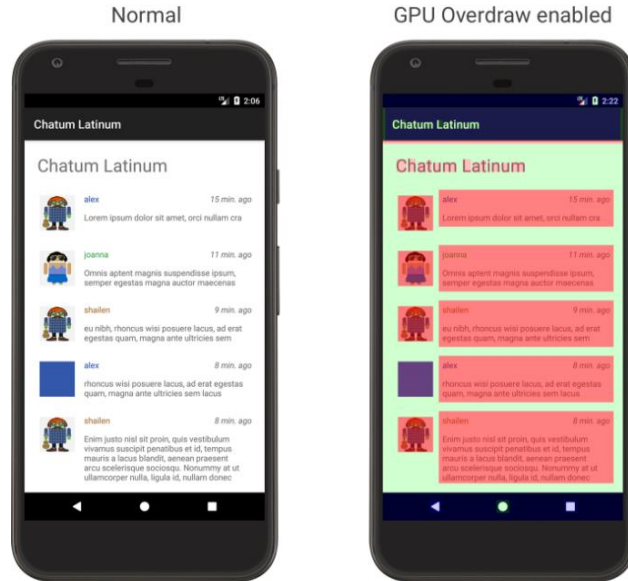 Normal
GPU Overdraw enabled
2:06
Chatum Latinum
Chatum Latinum
alex
15 min. ago
Lorem ipsum dolor sit amet, orci nullam cra
joanna
11 min. ago
Omnis aptent magnis suspendisse ipsum,
semper egestas magna auctor maecenas
shailen
9 min. ago
eu nibh, rhoncus wisi posuere lacus, ad erat
egestas quam, magna ante ultricies sem
alex
8 min. ago
rhoncus wisi posuere lacus, ad erat egestas
quam, magna ante ultricies sem lacus
shailen
8 min. ago
Enim justo nisl sit proin, quis vestibulum
vivamus suscipit penatibus et id, tempus
mauris a lacus blandit, aenean praesent
arcu scelerisque sociosqu. Nonummy at ut
ullamcorper nulla, ligula nullam donec
2:22
Chatum Latinum
Chatum Latinum
alex
15 min. ago
Lorem ipsum dolor sit amet, orci nullam cra
joanna
11 min. ago
Omnis aptent magnis suspendisse ipsum,
semper egestas magna auctor maecenas
shailen
9 min. ago
eu nibh, rhoncus wisi posuere lacus, ad erat
egestas quam, magna ante ultricies sem
alex
8 min. ago
rhoncus wisi posuere lacus, ad erat egestas
quam, magna ante ultricies sem lacus
shailen
8 min. ago
Enim justo nisl sit proin, quis vestibulum
vivamus suscipit penatibus et id, tempus
mauris a lacus blandit, aenean praesent
arcu scelerisque sociosqu. Nonummy at ut
ullamcorper nulla, ligula nullam donec